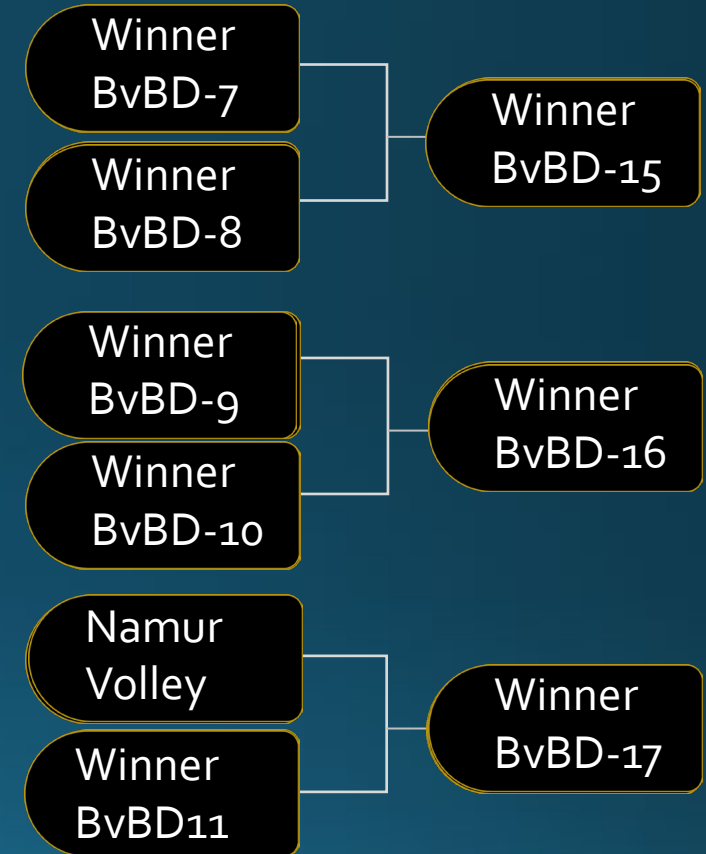 Winner
BvBD-7
Winner
BvBD-8
Winner
BvBD-15
Winner
BvBD-9
Winner
BvBD-10
Winner
BvBD-16
Namur
Volley
Winner
BvBD11
Winner
BvBD-17